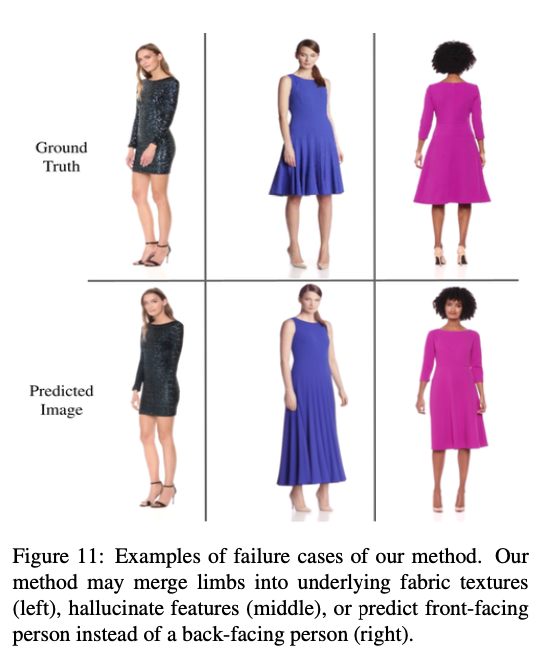 Ground
Truth
Predicted
Image
Figure 11: Examples of failure cases of our method. Our
method may merge limbs into underlying fabric textures
(left), hallucinate features (middle), or predict front-facing
person instead of a back-facing person (right).